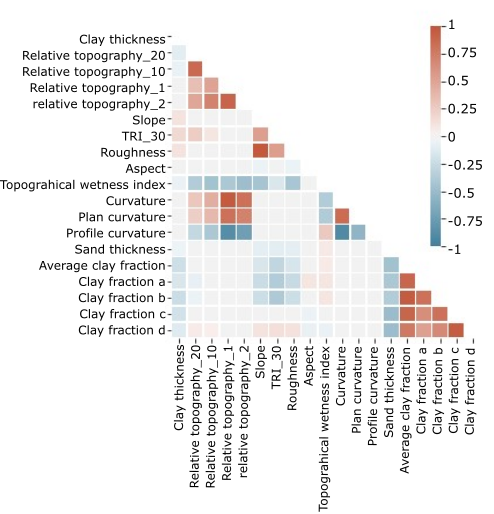 Clay thickness
Relative topography_20
Relative topography_10
Relative topography_1
relative topography_2
Slope
TRI_30
Roughness
Aspect
Topograhical wetness index
Curvature
Plan curvature
Profile curvature
Sand thickness
Average clay fraction
Clay fraction a
Clay fraction b
Clay fraction c
Clay fraction d
1
0.75
0.5
0.25
0
-0.25
-0.5
-0.75
-1
Clay thickness
Relative topography_20
Relative topography_10
Relative topography_1
relative topography_2
Slope
TRI_30
Roughness
Aspect
Topograhical wetness index
Curvature
Plan curvature
Profile curvature
Sand thickness
Average clay fraction
Clay fraction a
Clay fraction b
Clay fraction c
Clay fraction d